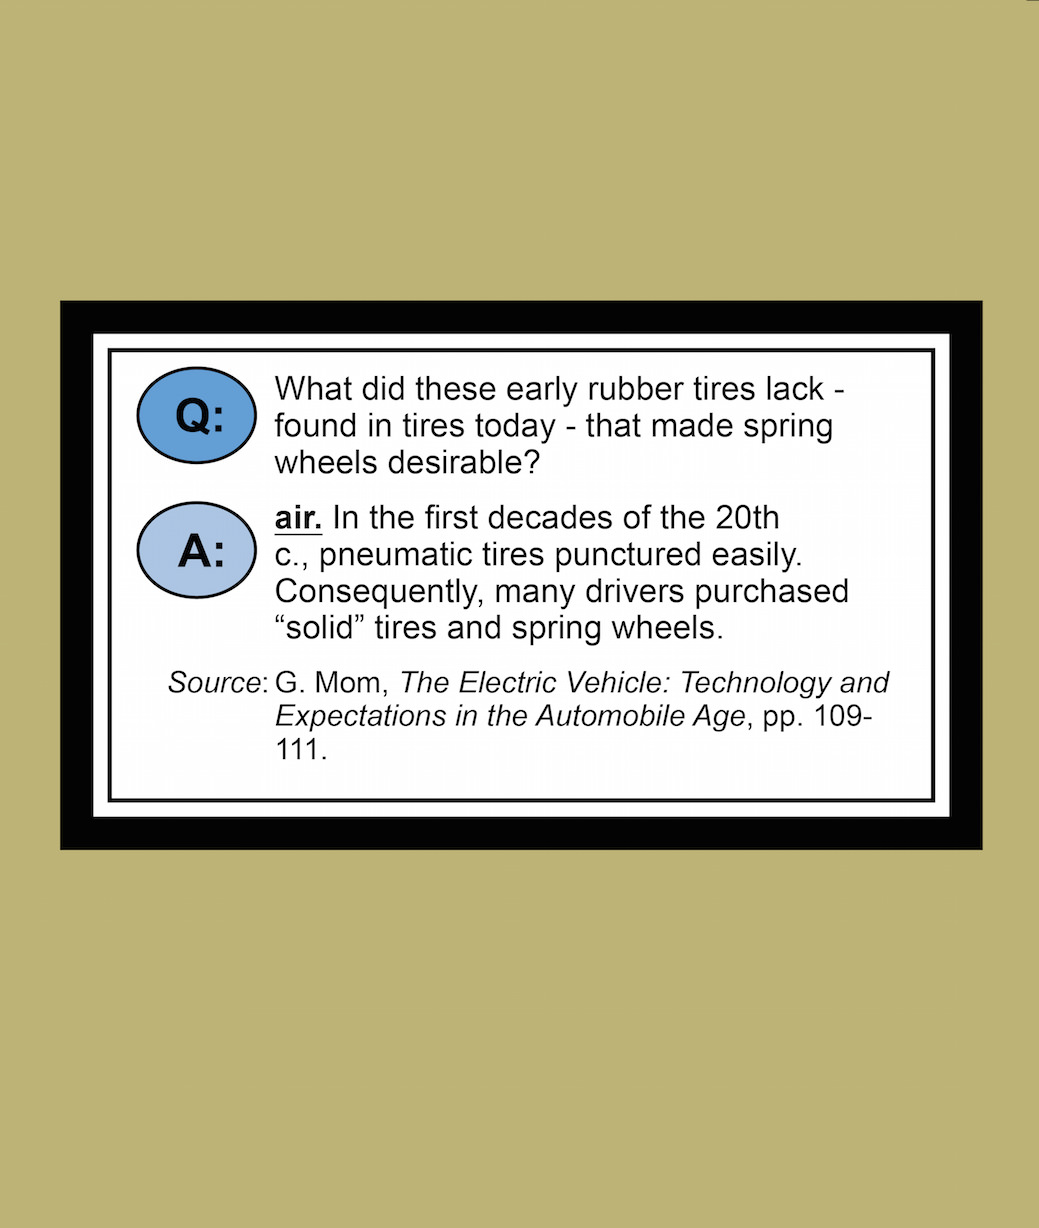 Q:
What did these early rubber tires lack -
found in tires today - that made spring
wheels desirable?
A:
air. In the first decades of the 20th
c., pneumatic tires punctured easily.
Consequently, many drivers purchased
“solid” tires and spring wheels.
Source: G. Mom, The Electric Vehicle: Technology and
Expectations in the Automobile Age, pp. 109-
111.